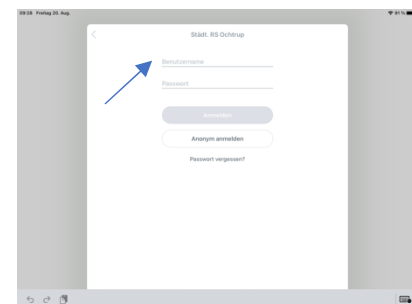 09:28 Freitag 20. Aug.
91 %
Städt. RS Ochtrup
Benutzername
Passwort
Anmelden
Anonym anmelden
Passwort vergessen?